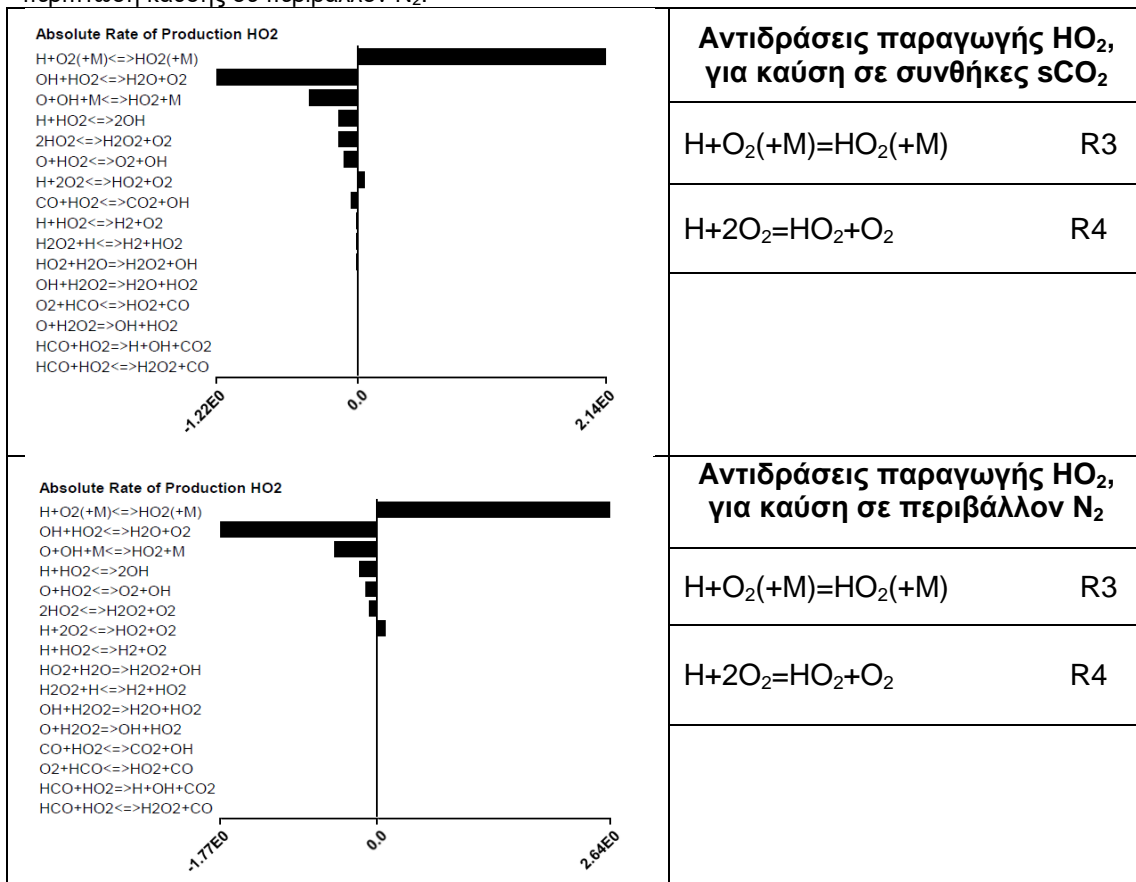 περίπτωση καύσης σε περιβάλλον N₂.
Absolute Rate of Production HO2
H+O2(+M)<=>HO2(+M)
OH+HO2<=>H2O+O2
O+OH+M<=>HO2+M
H+HO2<=>2OH
2HO2<=>H2O2+O2
O+HO2<=>O2+OH
H+2O2<=>HO2+O2
CO+HO2<=>CO2+OH
H+HO2<=>H2+O2
H2O2+H<=>H2+HO2
HO2+H2O=>H2O2+OH
OH+H2O2=>H2O+HO2
O2+HCO<=>HO2+CO
O+H2O2=>OH+HO2
HCO+HO2=>H+OH+CO2
HCO+HO2<=>H2O2+CO
-1.22E0
0.0
2.14E0
Αντιδράσεις παραγωγής HO₂,
για καύση σε συνθήκες sCO₂
H+O₂(+M)=HO₂(+M) R3
H+2O₂=HO₂+O₂ R4
Absolute Rate of Production HO2
H+O2(+M)<=>HO2(+M)
OH+HO2<=>H2O+O2
O+OH+M<=>HO2+M
H+HO2<=>2OH
O+HO2<=>O2+OH
2HO2<=>H2O2+O2
H+2O2<=>HO2+O2
H+HO2<=>H2+O2
HO2+H2O=>H2O2+OH
H2O2+H<=>H2+HO2
OH+H2O2=>H2O+HO2
O+H2O2=>OH+HO2
CO+HO2<=>CO2+OH
O2+HCO<=>HO2+CO
HCO+HO2=>H+OH+CO2
HCO+HO2<=>H2O2+CO
-1.77E0
0.0
2.64E0
Αντιδράσεις παραγωγής HO₂,
για καύση σε περιβάλλον N₂
H+O₂(+M)=HO₂(+M) R3
H+2O₂=HO₂+O₂ R4